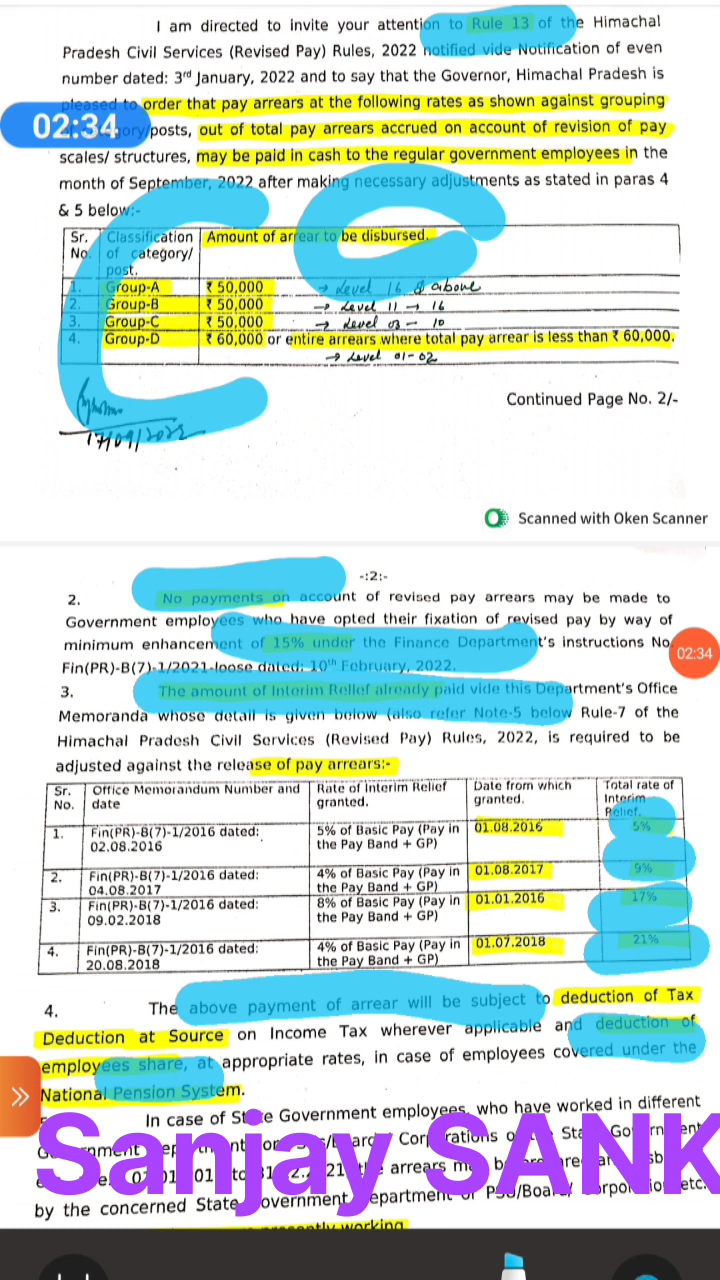 I am directed to invite your attention to Rule 13 of the Himachal
Pradesh Civil Services (Revised Pay) Rules, 2022 notified vide Notification of even
number dated: 3rd January, 2022 and to say that the Governor, Himachal Pradesh is
pleased to order that pay arrears at the following rates as shown against grouping
02:34 /posts, out of total pay arrears accrued on account of revision of pay
scales/ structures, may be paid in cash to the regular government employees in the
month of September, 2022 after making necessary adjustments as stated in paras 4
& 5 below:-
Sr. No. Classification of category/ post. Amount of arrear to be disbursed.
1. Group-A ₹ 50,000 → Level 16 & above
2. Group-B ₹ 50,000 → Level 11 → 16
3. Group-C ₹ 50,000 → Level 03 - 10
4. Group-D ₹ 60,000 or entire arrears where total pay arrear is less than ₹ 60,000.
→ Level 01-02
17/09/2022
Continued Page No. 2/-
Scanned with Oken Scanner
-:2:-
2. No payments on account of revised pay arrears may be made to
Government employees who have opted their fixation of revised pay by way of
minimum enhancement of 15% under the Finance Department's instructions No.
02:34
Fin(PR)-B(7)-1/2021-loose dated: 10th February, 2022.
3. The amount of Interim Relief already paid vide this Department's Office
Memoranda whose detail is given below (also refer Note-5 below Rule-7 of the
Himachal Pradesh Civil Services (Revised Pay) Rules, 2022, is required to be
adjusted against the release of pay arrears:-
Sr. No. Office Memorandum Number and date Rate of Interim Relief granted. Date from which granted. Total rate of Interim Relief.
1. Fin(PR)-B(7)-1/2016 dated: 02.08.2016 5% of Basic Pay (Pay in the Pay Band + GP) 01.08.2016 5%
2. Fin(PR)-B(7)-1/2016 dated: 04.08.2017 4% of Basic Pay (Pay in the Pay Band + GP) 01.08.2017 9%
3. Fin(PR)-B(7)-1/2016 dated: 09.02.2018 8% of Basic Pay (Pay in the Pay Band + GP) 01.01.2016 17%
4. Fin(PR)-B(7)-1/2016 dated: 20.08.2018 4% of Basic Pay (Pay in the Pay Band + GP) 01.07.2018 21%
4. The above payment of arrear will be subject to deduction of Tax
Deduction at Source on Income Tax wherever applicable and deduction of
employees share, at appropriate rates, in case of employees covered under the
National Pension System.
In case of State Government employees, who have worked in different
Sanjay SANK
arrears
by the concerned State Government Department or PSU/Board/ Corporation etc.
presently working